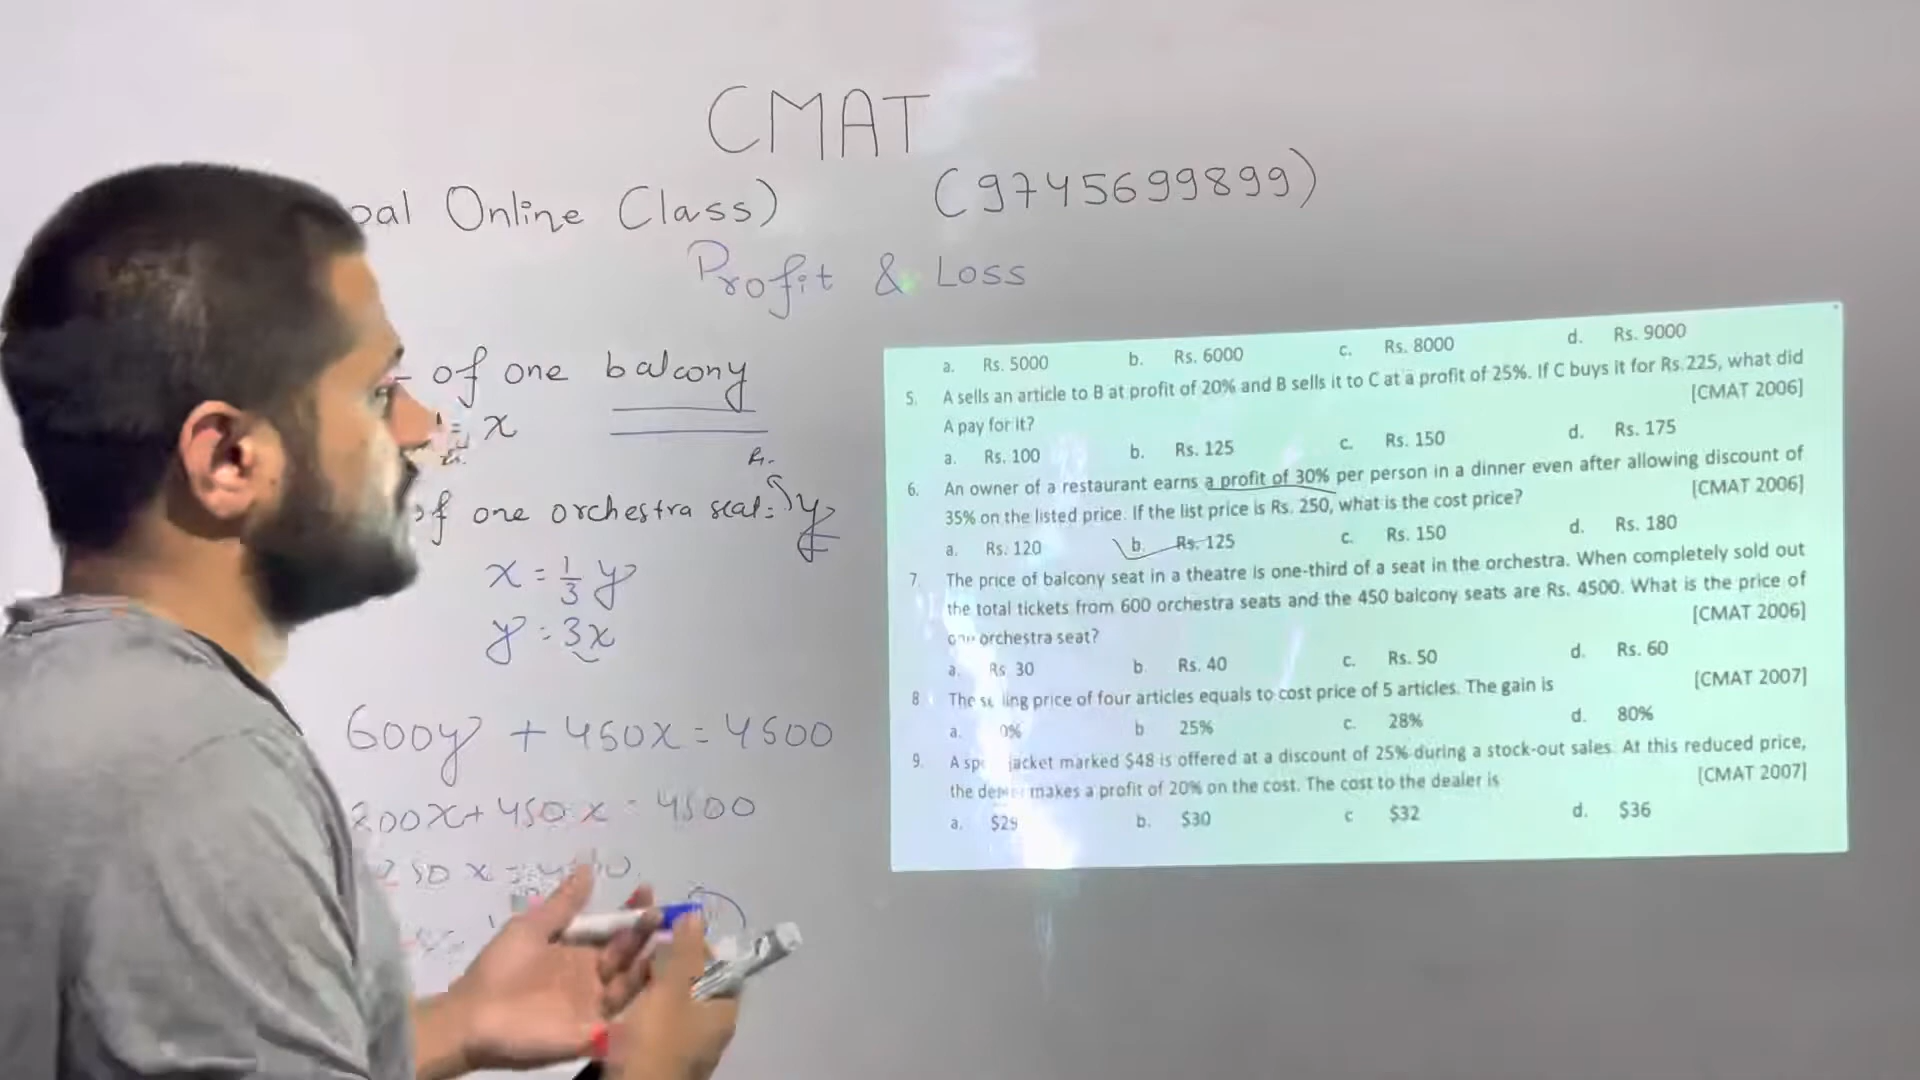 CMAT
Online Class) (9745699899)
Profit & Loss
of one balcony
= x
Rs.
of one orchestra seat = y
x = 1/3 y
y = 3x
600y + 450x = 4500
200x + 450x = 4500
a. Rs. 5000 b. Rs. 6000 c. Rs. 8000 d. Rs. 9000
5. A sells an article to B at profit of 20% and B sells it to C at a profit of 25%. If C buys it for Rs.225, what did
A pay for it? [CMAT 2006]
a. Rs. 100 b. Rs. 125 c. Rs. 150 d. Rs. 175
6. An owner of a restaurant earns a profit of 30% per person in a dinner even after allowing discount of
35% on the listed price. If the list price is Rs. 250, what is the cost price? [CMAT 2006]
a. Rs. 120 b. Rs. 125 c. Rs. 150 d. Rs. 180
7. The price of balcony seat in a theatre is one-third of a seat in the orchestra. When completely sold out
the total tickets from 600 orchestra seats and the 450 balcony seats are Rs. 4500. What is the price of
orchestra seat? [CMAT 2006]
a. Rs 30 b. Rs. 40 c. Rs. 50 d. Rs. 60
8 The price of four articles equals to cost price of 5 articles. The gain is [CMAT 2007]
a. 0% b 25% c. 28% d. 80%
9. A jacket marked $48 is offered at a discount of 25% during a stock-out sales. At this reduced price,
the makes a profit of 20% on the cost. The cost to the dealer is [CMAT 2007]
a. $29 b. $30 c $32 d. $36